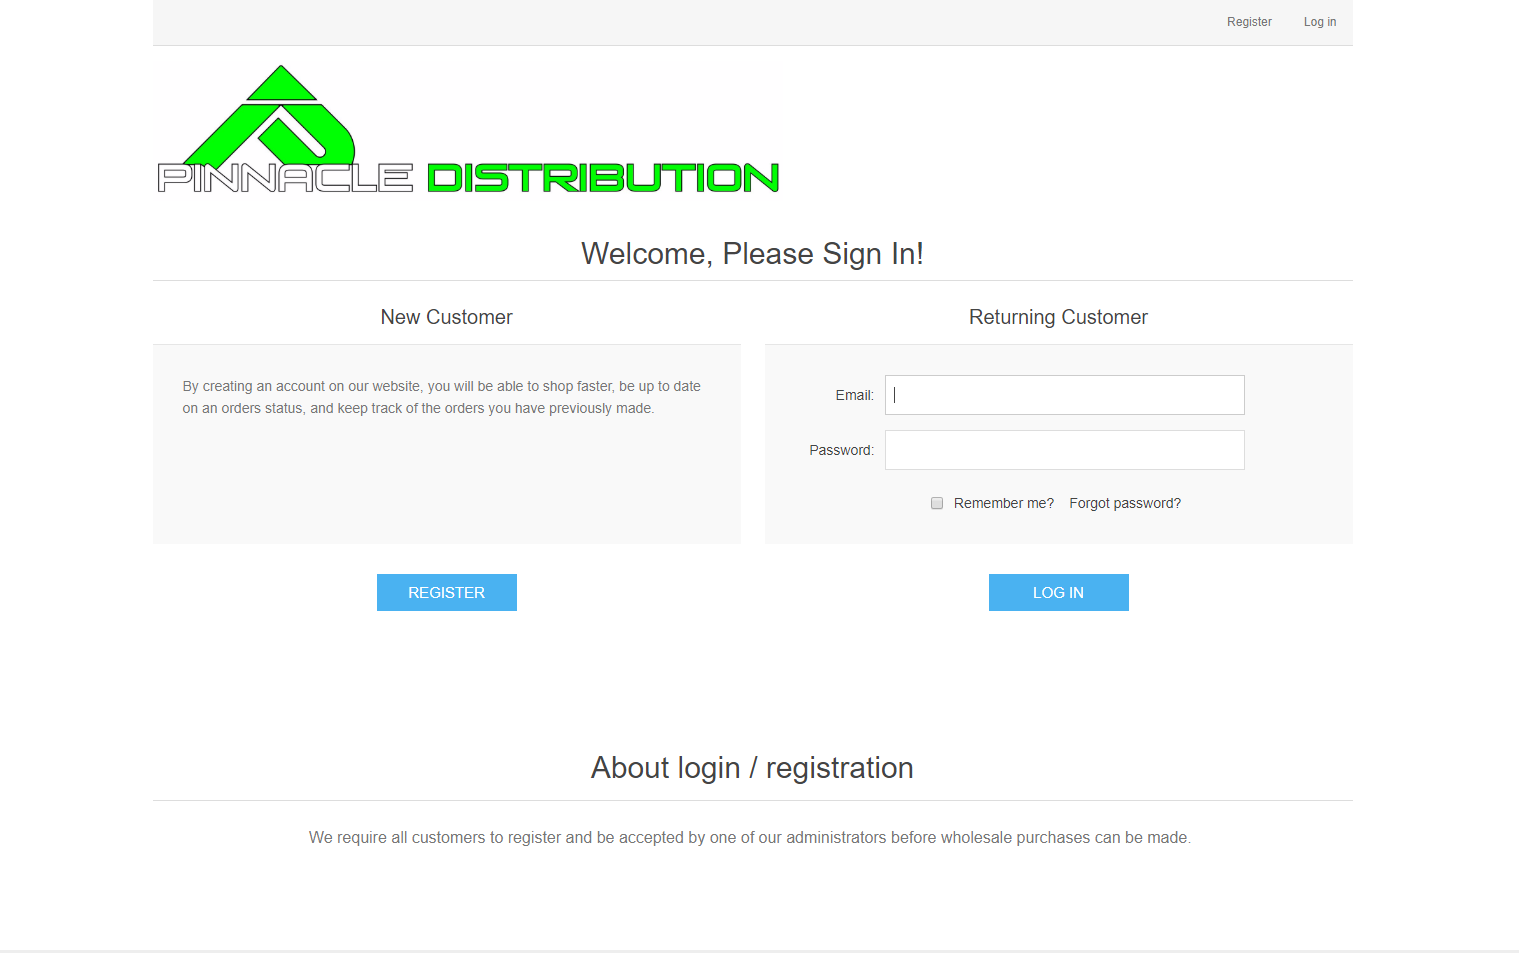 Register Log in
PINNACLE DISTRIBUTION
Welcome, Please Sign In!
New Customer
By creating an account on our website, you will be able to shop faster, be up to date
on an orders status, and keep track of the orders you have previously made.
REGISTER
Returning Customer
Email:
Password:
Remember me? Forgot password?
LOG IN
About login / registration
We require all customers to register and be accepted by one of our administrators before wholesale purchases can be made.